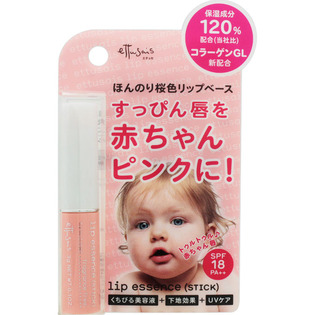 ettusais
保湿成分
120%
配合(当社比)
コラーゲンGL
新配合
ほんのり桜色リップベース
すっぴん唇を
赤ちゃん
ピンクに!
トゥルトゥル♪
赤ちゃん唇
SPF
18
PA++
lip essence (STICK)
くちびる美容液+下地効果+UVケア